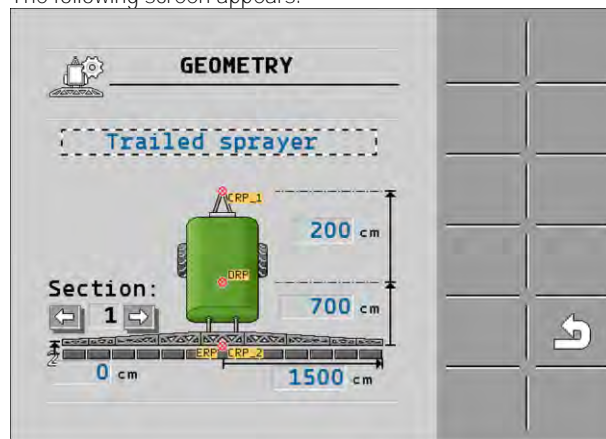 The following screen appears:
GEOMETRY
Trailed sprayer
CRP_1
200 cm
DRP
Section:
1
700 cm
ERP CRP_2
0 cm
1500 cm